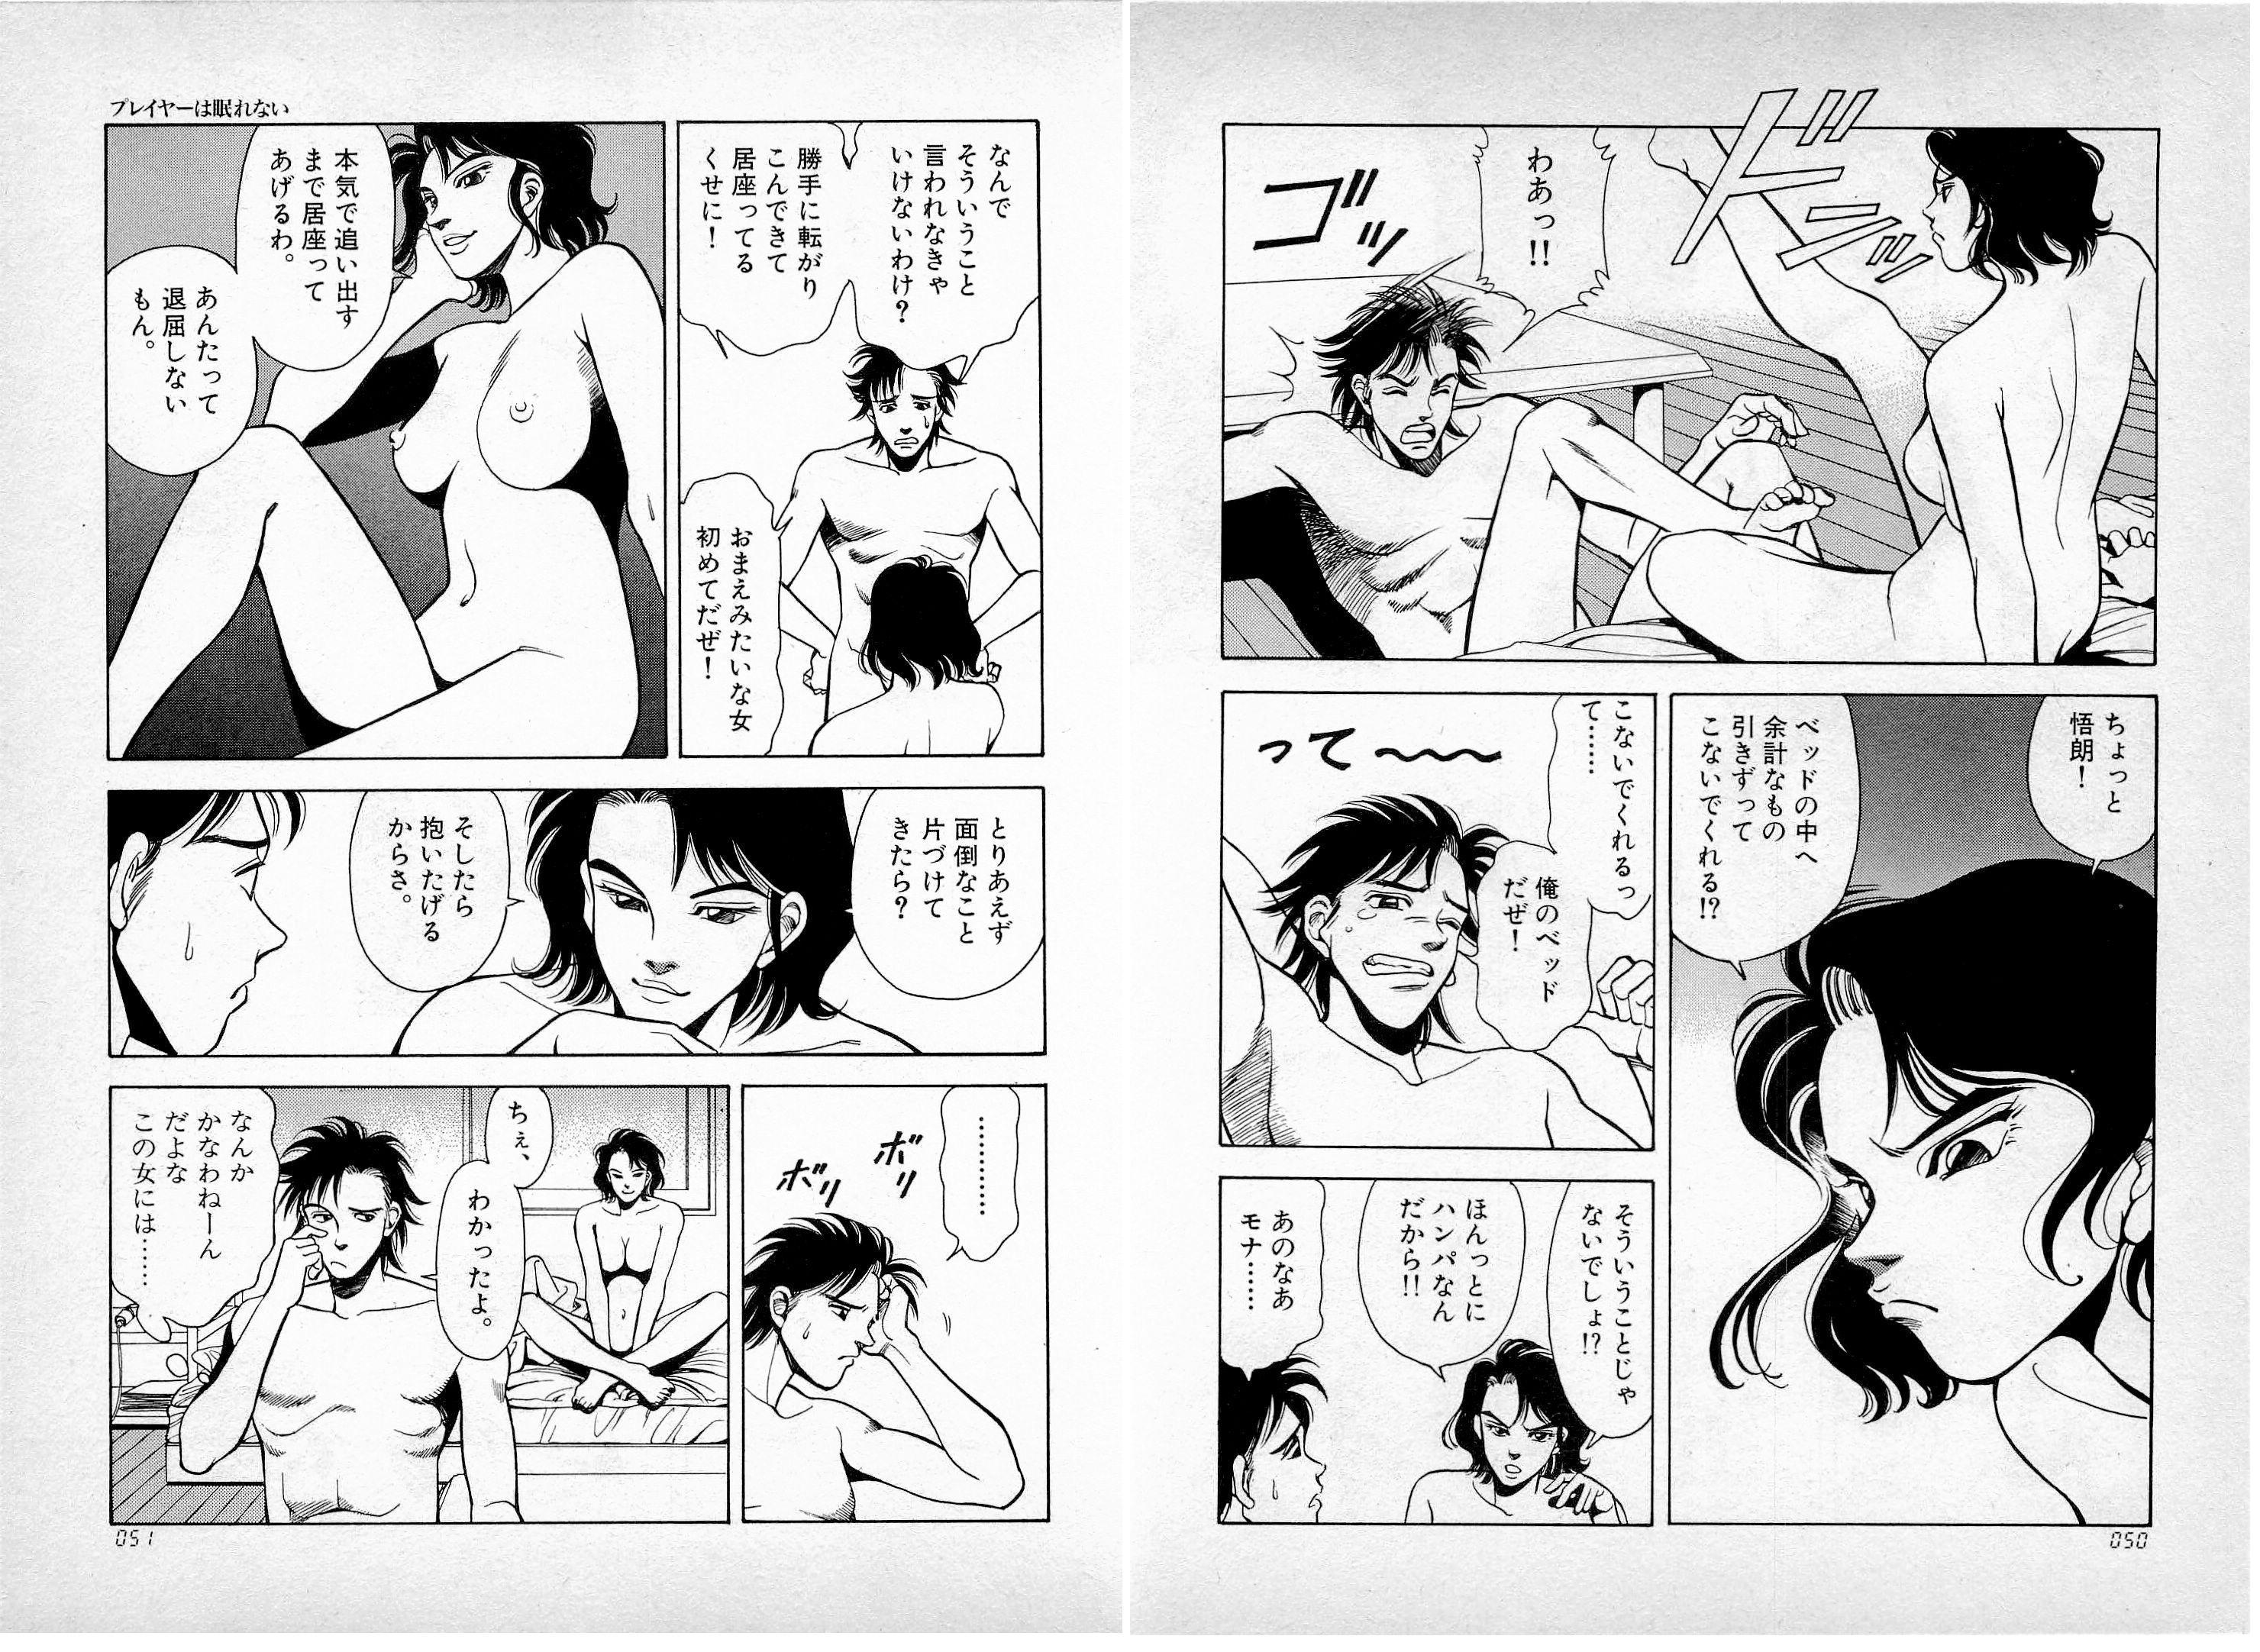 わあっ!!
ドドッ
ゴッ
ちょっと
悟朗!
ベッドの中へ
余計なもの
引きずって
こないでくれる!?
こないでくれるっ
て……
俺のベッド
だぜ!
って〜〜〜
そういうことじゃ
ないでしょ!?
ほんっとに
ハンパなんだ
だから!!
あのなあ
モナ……
050
プレイヤーは眠れない
なんで
そういうこと
言われなきゃ
いけないわけ?
勝手に転がり
こんできて
居座ってる
くせに!
おまえみたいな女
初めてだぜ!
本気で追い出す
まで居座って
あげるわ。
あんたって
退屈しない
もん。
とりあえず
面倒なこと
片づけて
きたら?
そしたら
抱いたげる
からさ。
…………
ボリ
ボリ
ちぇ、
わかったよ。
なんか
かなわねーん
だよな
この女には……
051